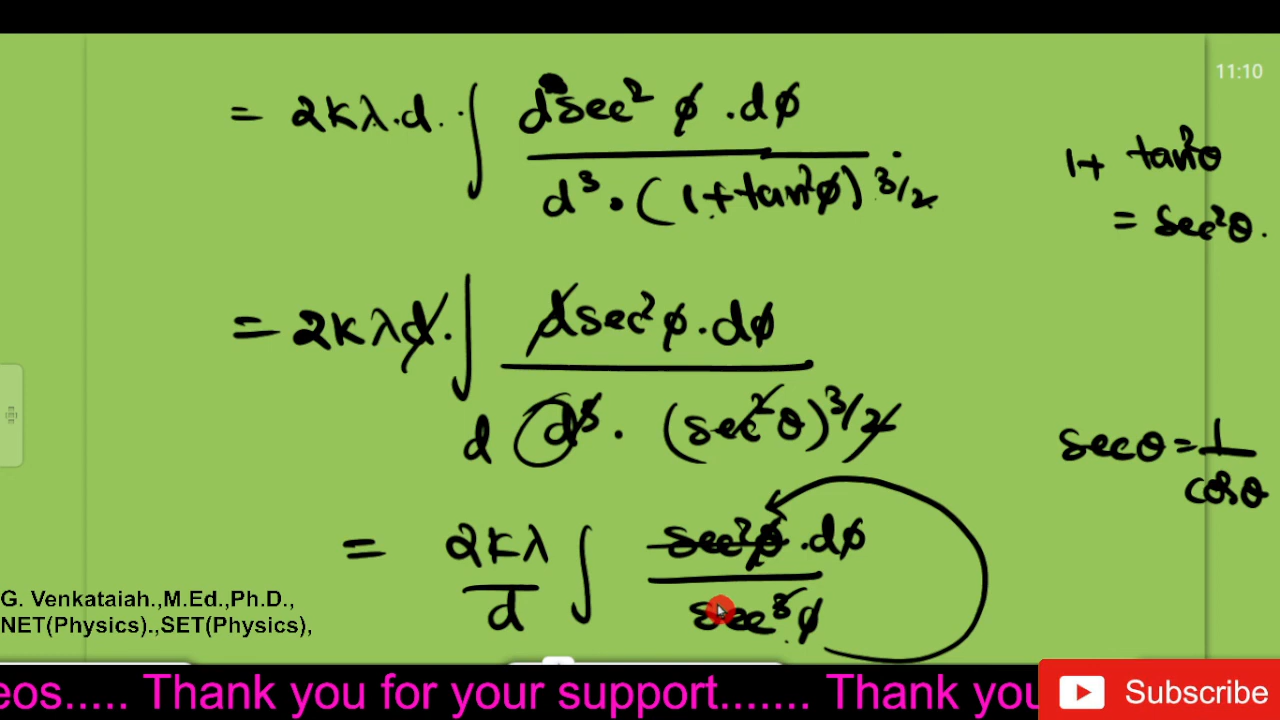 11:10
= 2Kλ.d. ∫ d sec² φ .dφ / d³ . (1+tan²φ)^3/2
1+ tan²θ
= sec²θ.
= 2Kλd. ∫ d sec² φ . dφ / d d³ . (sec²θ)^3/2
secθ = 1/cosθ
= 2Kλ/d ∫ sec²φ .dφ / sec³φ
G. Venkataiah.,M.Ed.,Ph.D.,
NET(Physics).,SET(Physics),
eos..... Thank you for your support....... Thank you
Subscribe